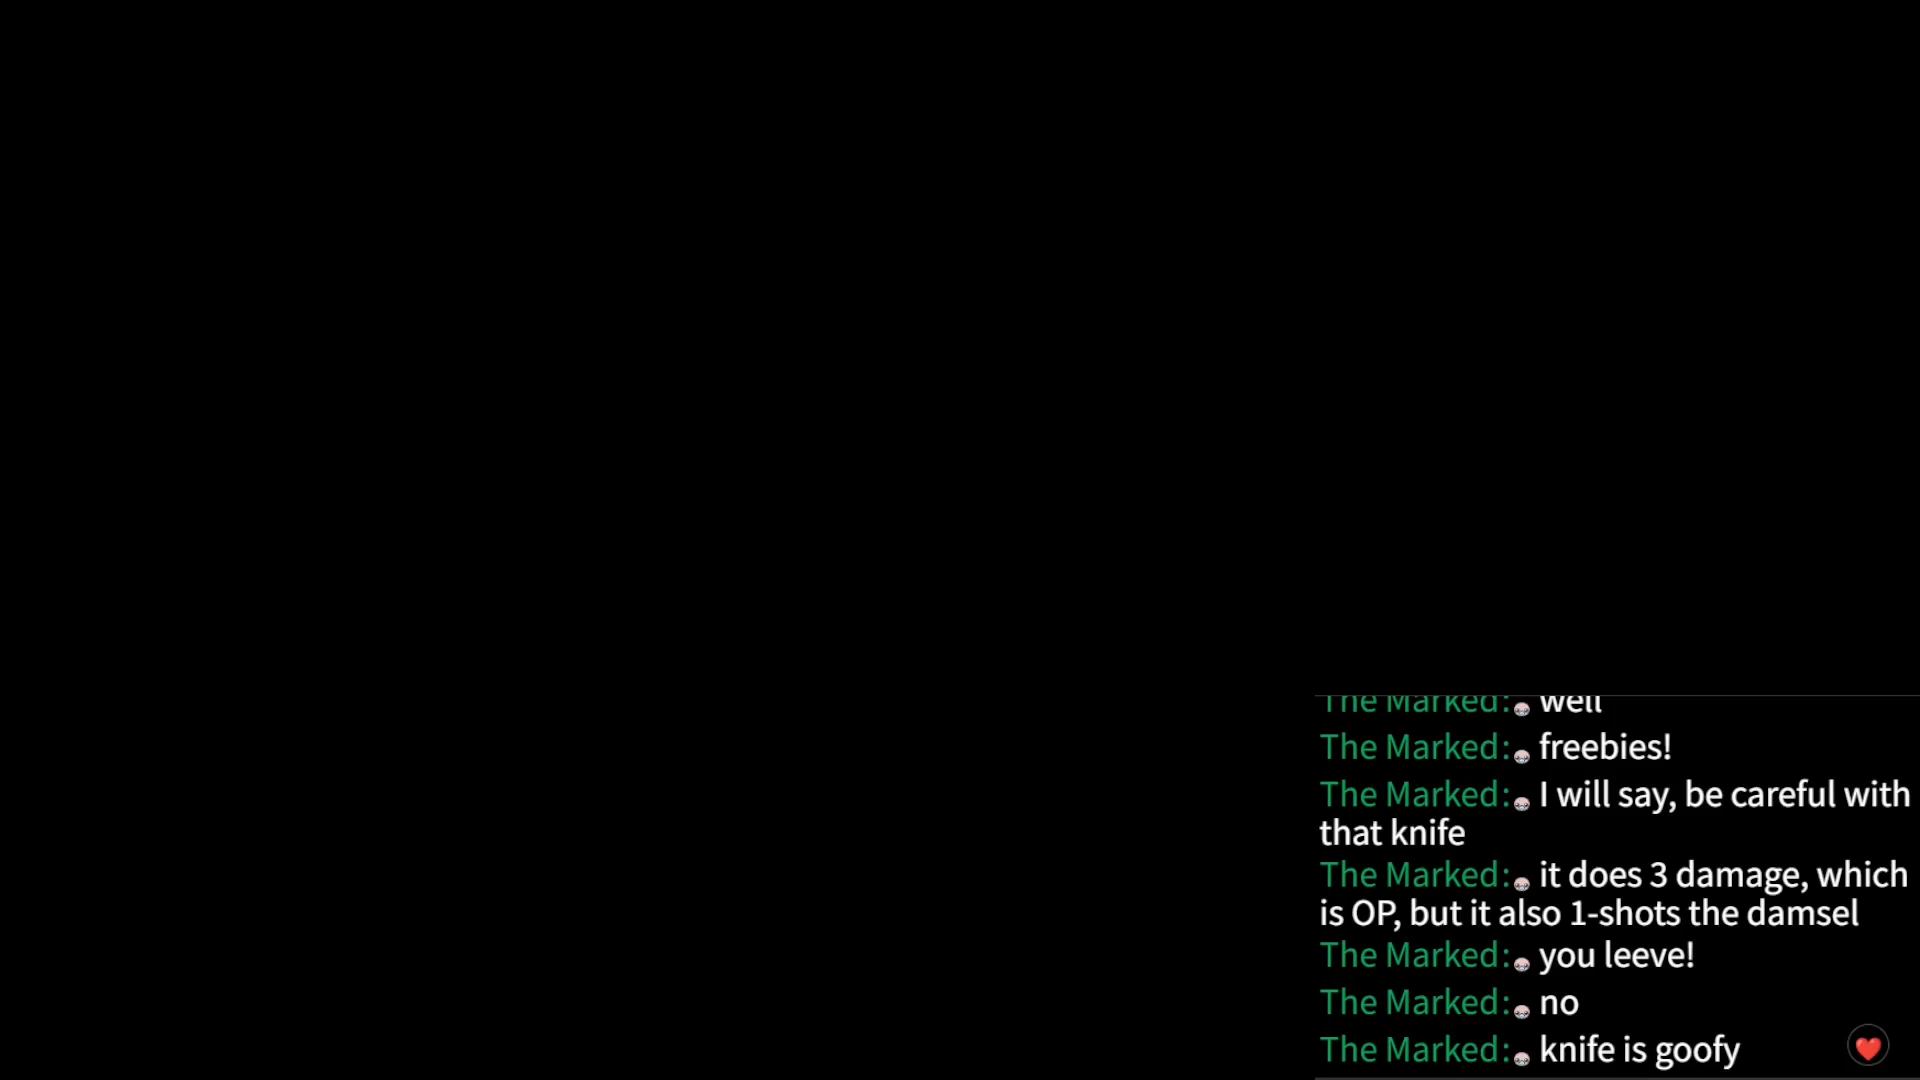 The Marked: well
The Marked: freebies!
The Marked: I will say, be careful with
that knife
The Marked: it does 3 damage, which
is OP, but it also 1-shots the damsel
The Marked: you leeve!
The Marked: no
The Marked: knife is goofy